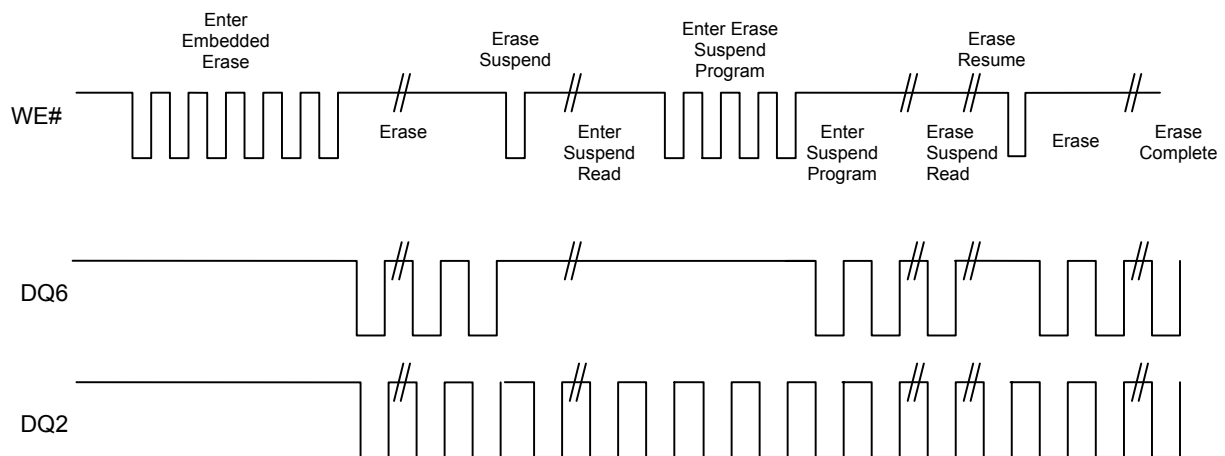 Enter
Embedded
Erase
Erase
Suspend
Enter Erase
Suspend
Program
Erase
Resume
WE#
Erase
Enter
Suspend
Read
Enter
Suspend
Program
Erase
Suspend
Read
Erase
Erase
Complete
DQ6
DQ2